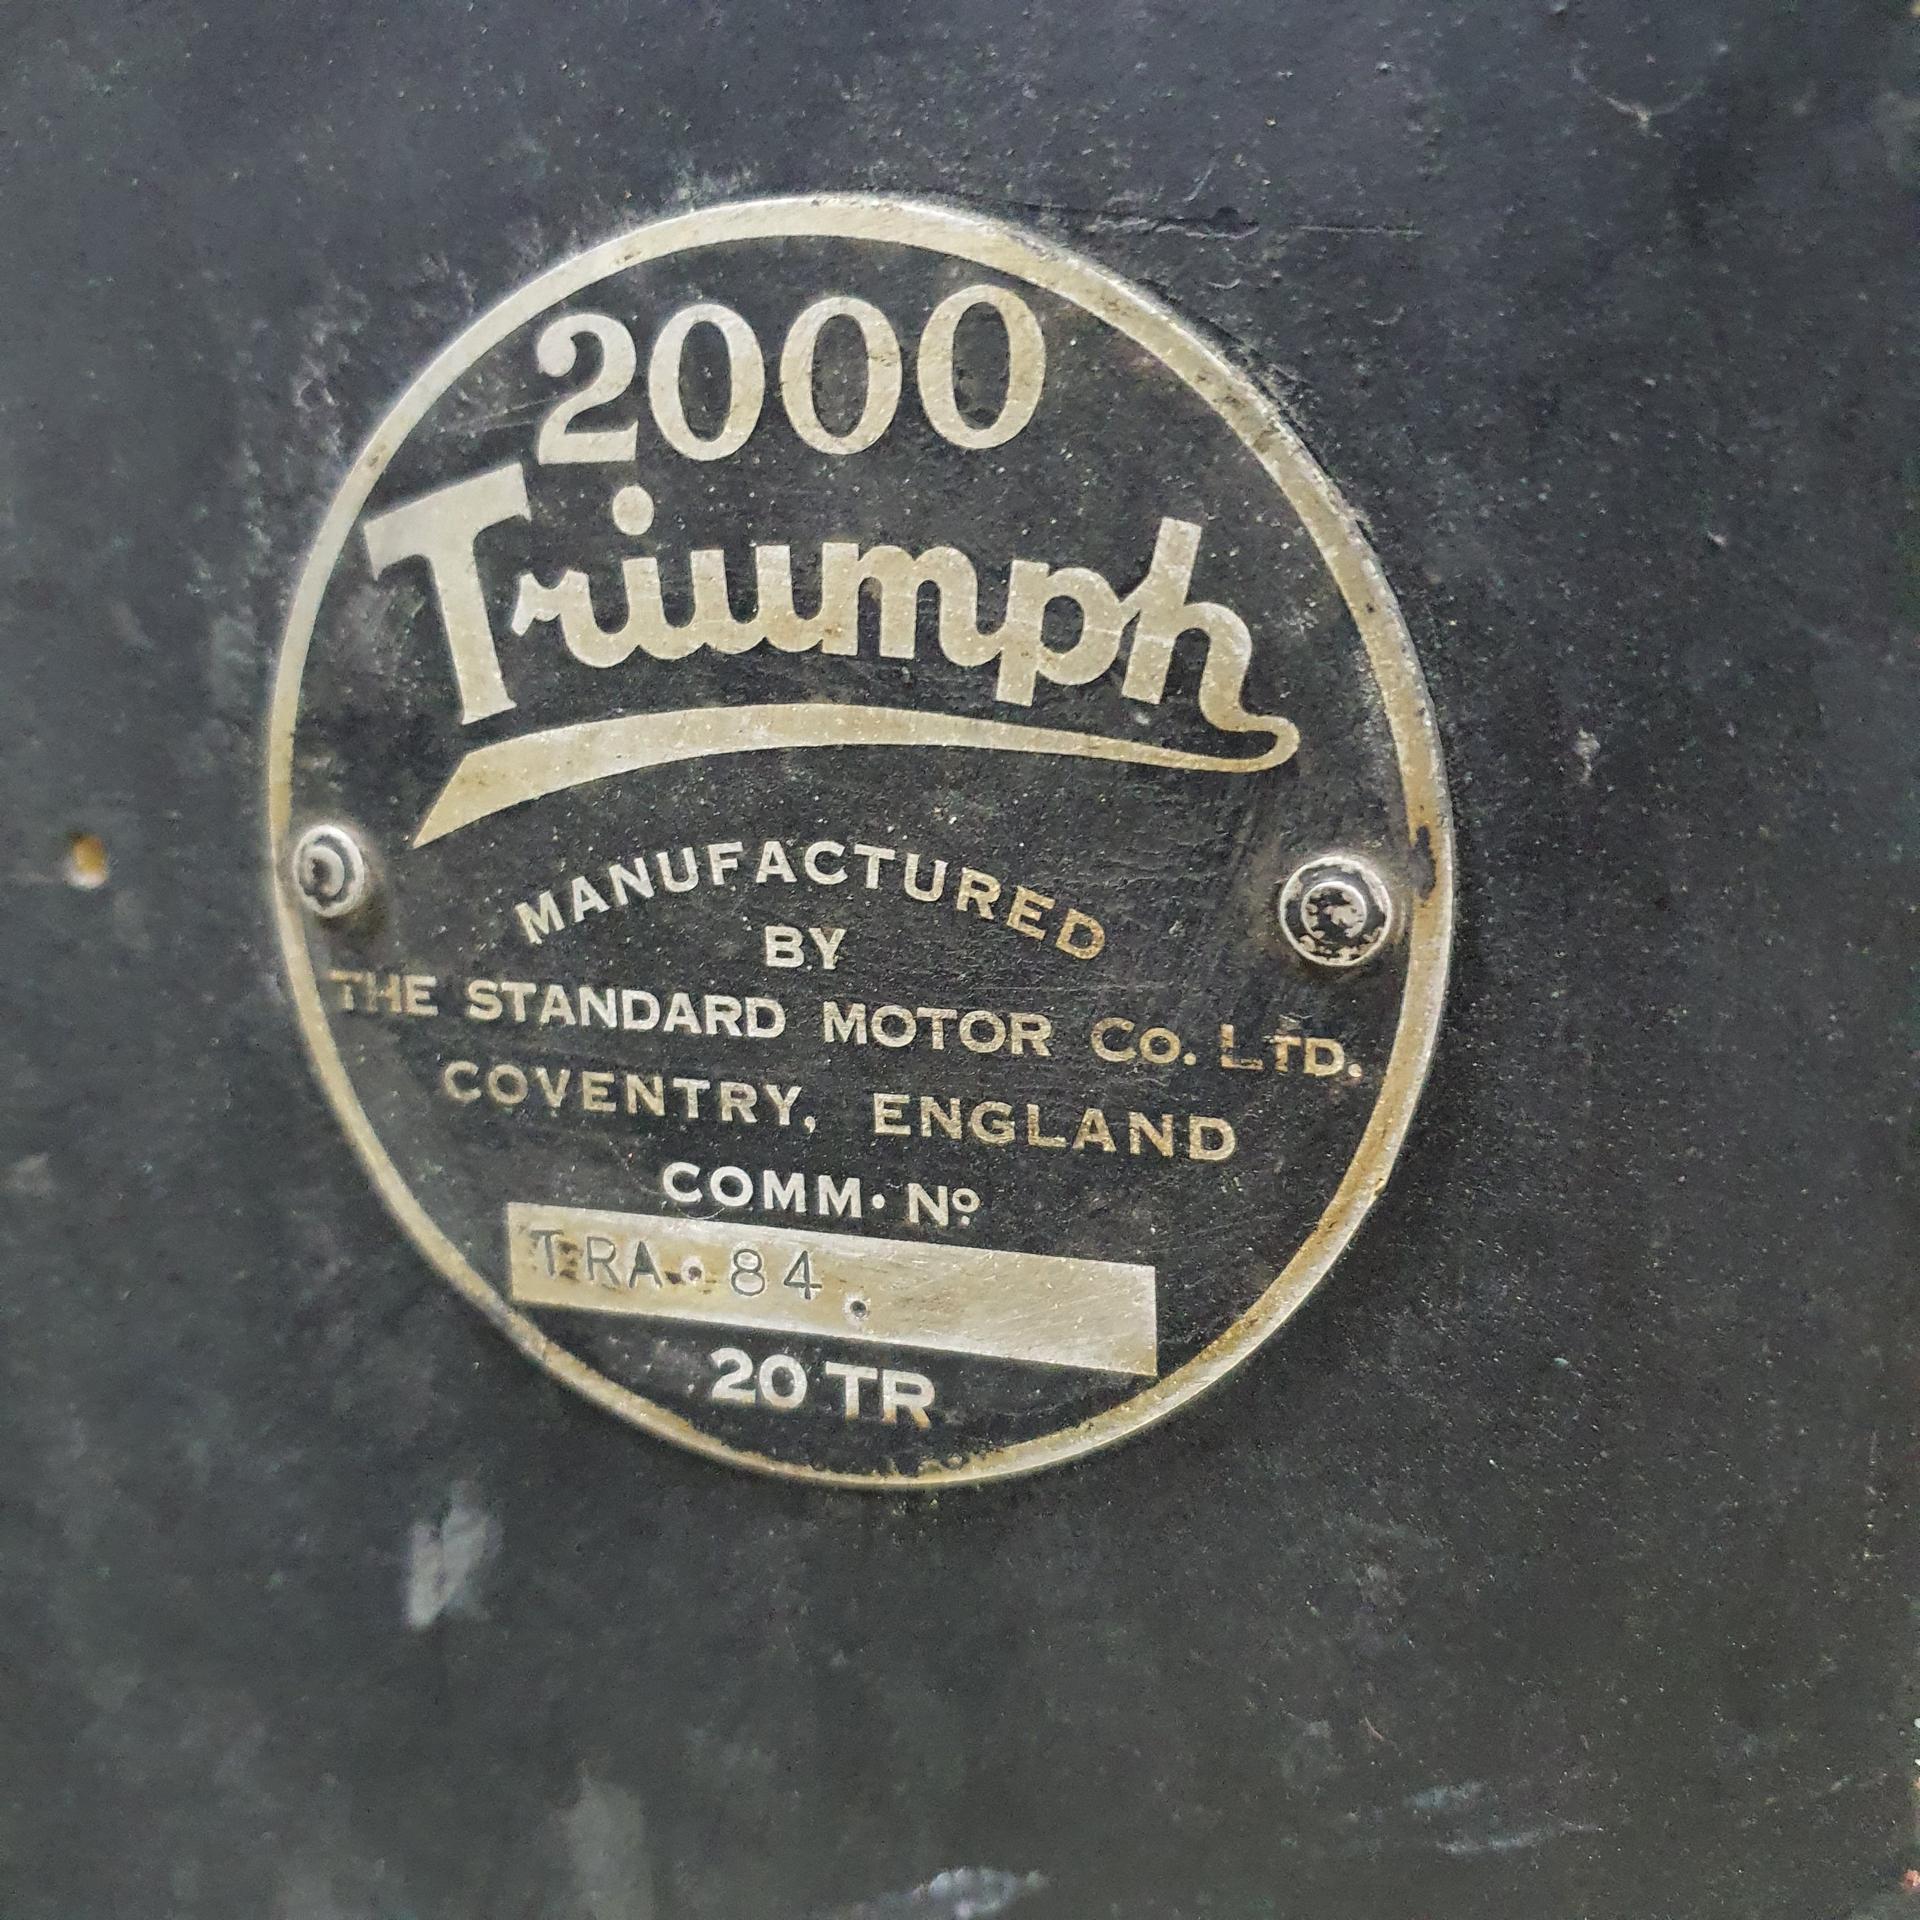 2000
Triumph
MANUFACTURED
BY
THE STANDARD MOTOR CO. LTD.
COVENTRY, ENGLAND
COMM. Nº
TRA. 84.
20 TR